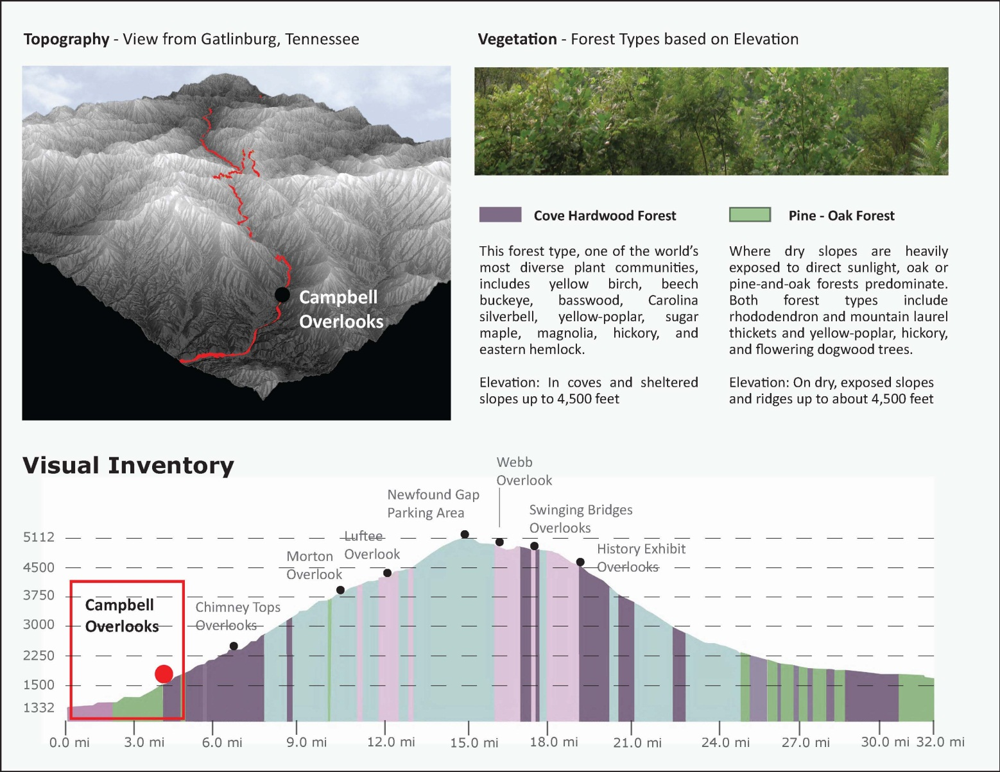 Topography - View from Gatlinburg, Tennessee
Campbell
Overlooks
Vegetation - Forest Types based on Elevation
Cove Hardwood Forest
This forest type, one of the world's
most diverse plant communities,
includes yellow birch, beech
buckeye, basswood, Carolina
silverbell, yellow-poplar, sugar
maple, magnolia, hickory, and
eastern hemlock.
Elevation: In coves and sheltered
slopes up to 4,500 feet
Pine - Oak Forest
Where dry slopes are heavily
exposed to direct sunlight, oak or
pine-and-oak forests predominate.
Both forest types include
rhododendron and mountain laurel
thickets and yellow-poplar, hickory,
and flowering dogwood trees.
Elevation: On dry, exposed slopes
and ridges up to about 4,500 feet
Visual Inventory
5112
4500
3750
3000
2250
1500
1332
Campbell
Overlooks
Chimney Tops
Overlooks
Morton
Overlook
Luftee
Overlook
Newfound Gap
Parking Area
Webb
Overlook
Swinging Bridges
Overlooks
History Exhibit
Overlooks
0.0 mi
3.0 mi
6.0 mi
9.0 mi
12.0 mi
15.0 mi
18.0 mi
21.0 mi
24.0 mi
27.0 mi
30.0 mi
32.0 mi